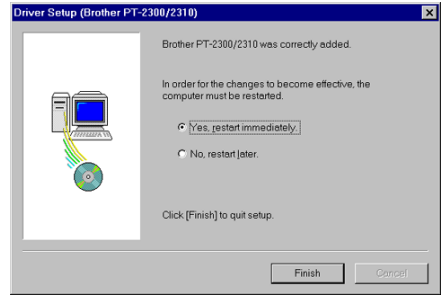 Driver Setup (Brother PT-2300/2310)
Brother PT-2300/2310 was correctly added.
In order for the changes to become effective, the
computer must be restarted.
Yes, restart immediately.
No, restart later.
Click [Finish] to quit setup.
Finish
Cancel